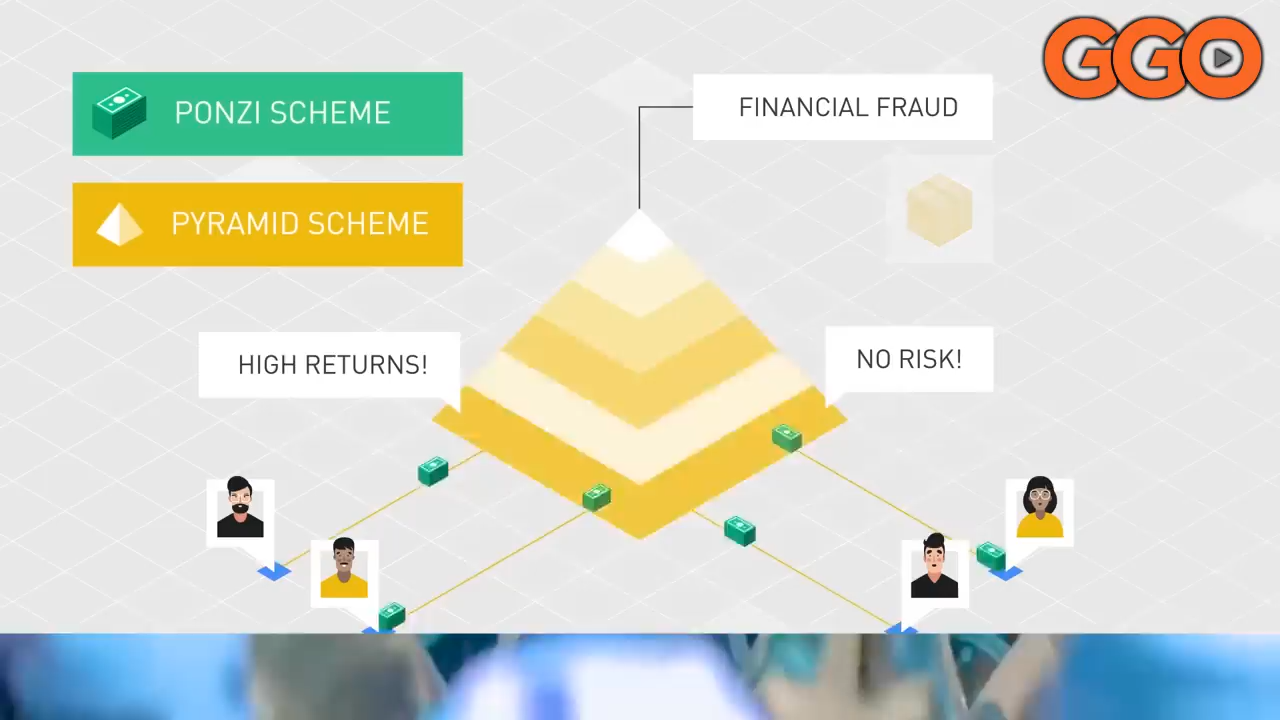 GGO
PONZI SCHEME
FINANCIAL FRAUD
PYRAMID SCHEME
HIGH RETURNS!
NO RISK!